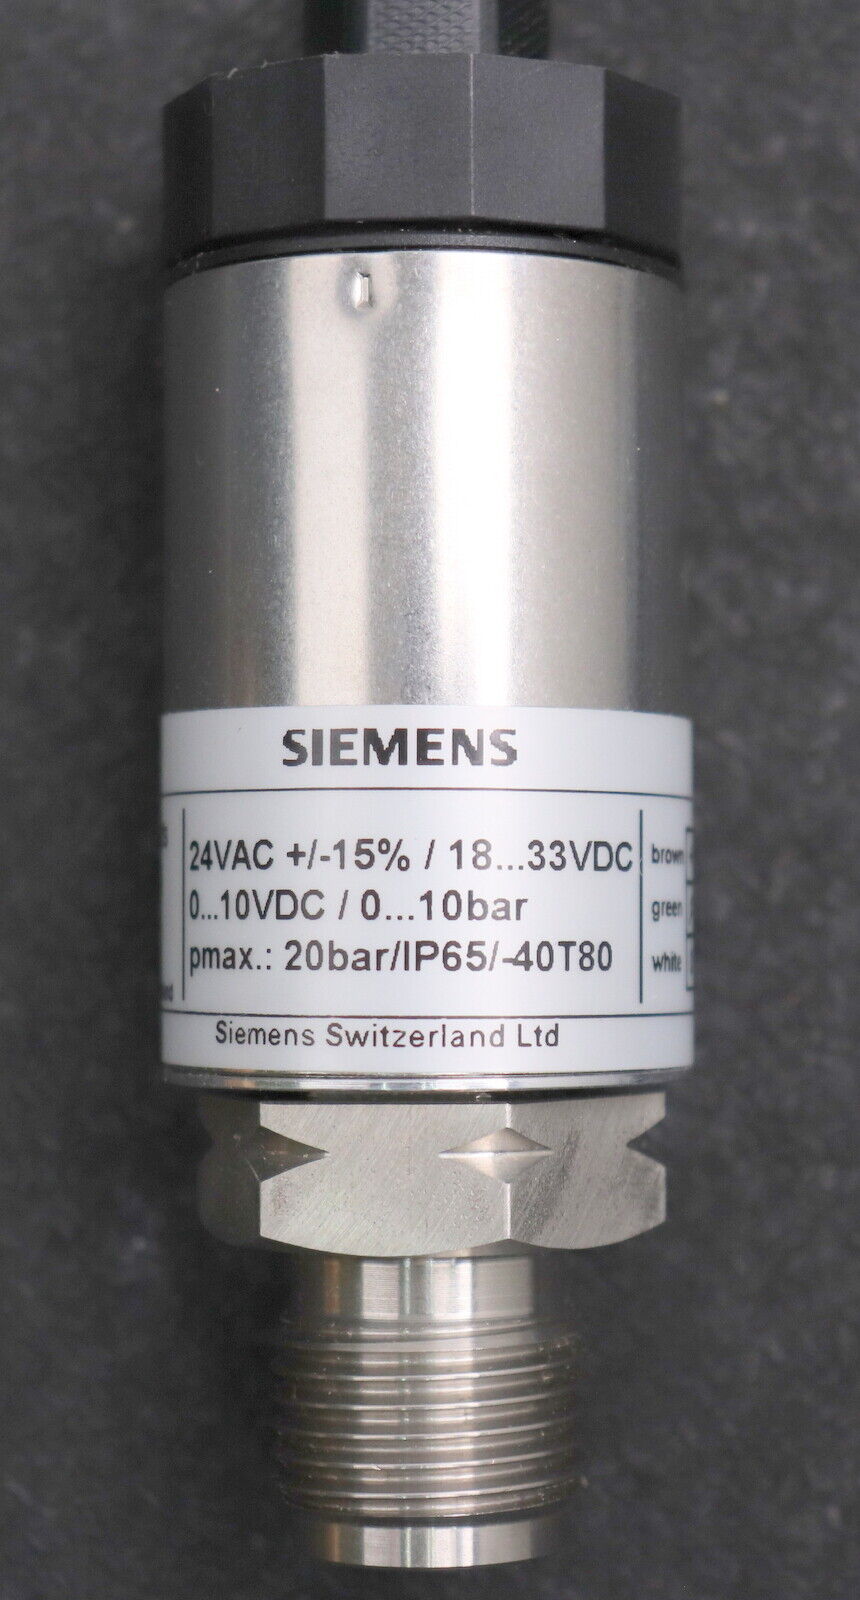 SIEMENS
24VAC +/-15% / 18...33VDC
0...10VDC / 0...10bar
pmax.: 20bar/IP65/-40T80
brown
green
white
Siemens Switzerland Ltd